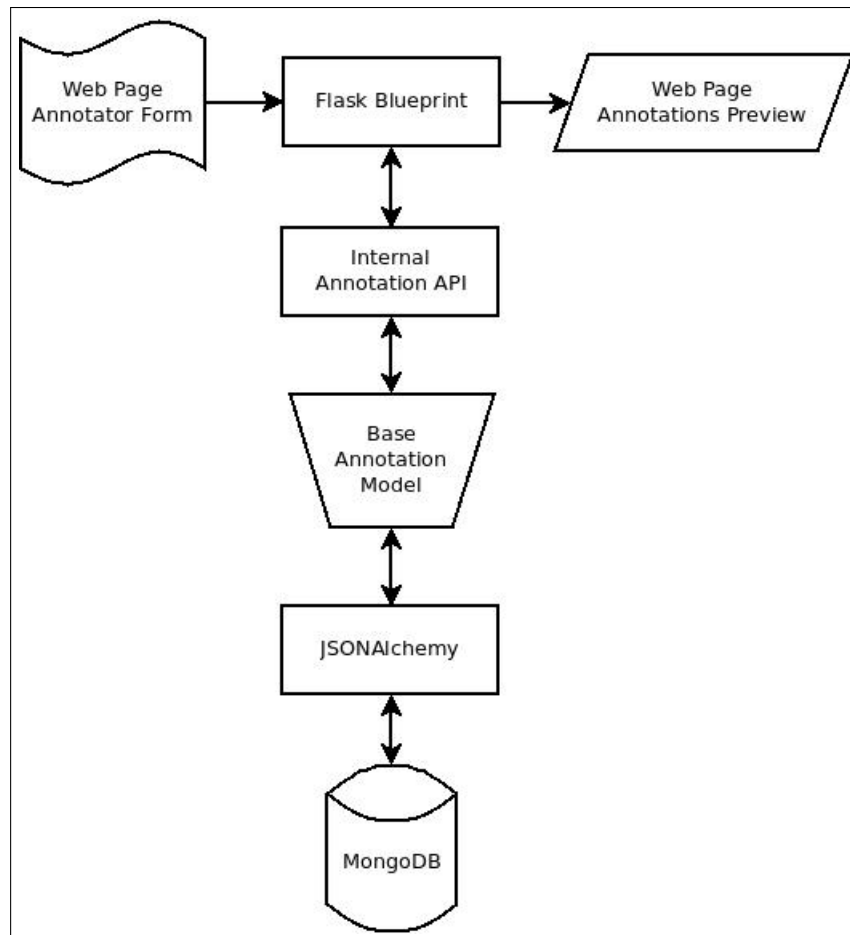 Web Page
Annotator Form
Flask Blueprint
Web Page
Annotations Preview
Internal
Annotation API
Base
Annotation
Model
JSONAlchemy
MongoDB